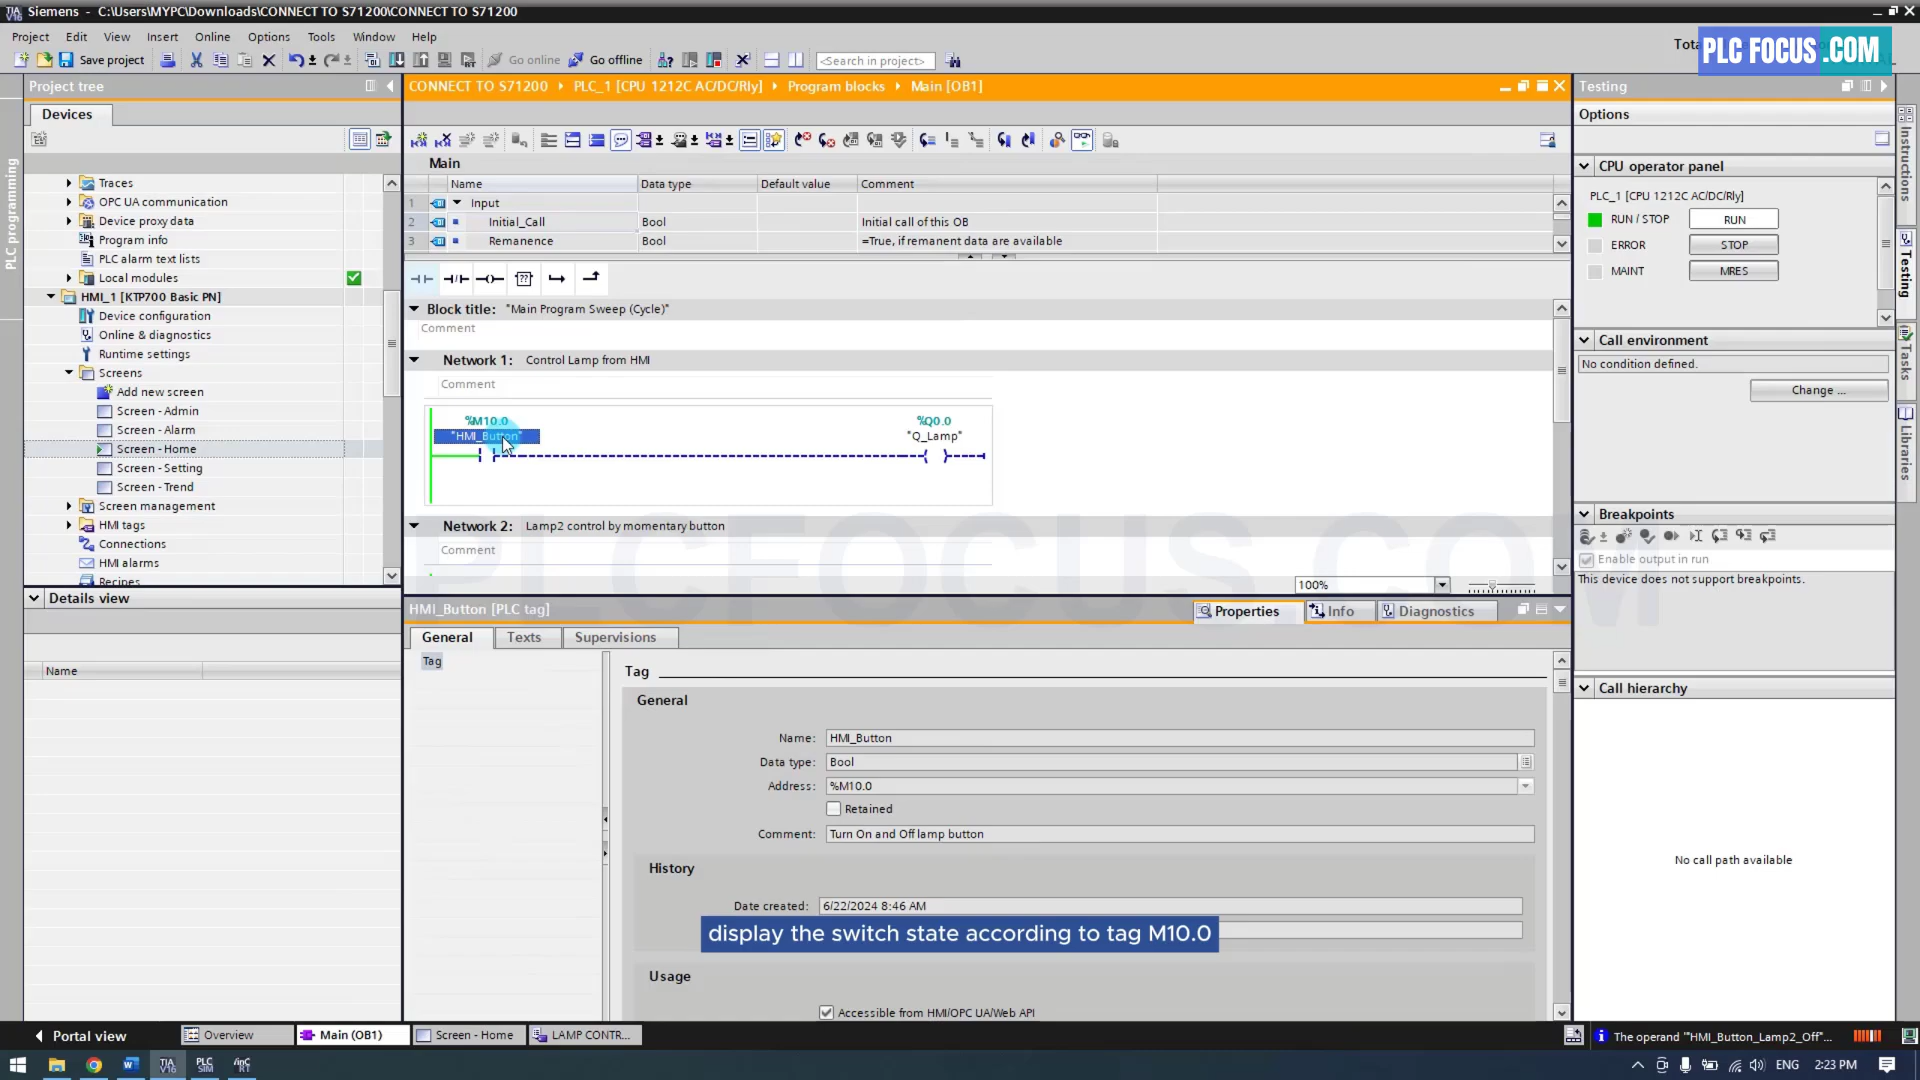 Siemens - C:\Users\MYPC\Downloads\CONNECT TO S71200\CONNECT TO S71200
Project Edit View Insert Online Options Tools Window Help
PLC FOCUS .COM
Save project Go online Go offline <Search in project>
Project tree
CONNECT TO S71200 PLC_1 [CPU 1212C AC/DC/Rly] Program blocks Main [OB1]
Testing
Devices
Options
PLC programming
Main
Name Data type Default value Comment
1 Input
2 Initial_Call Bool Initial call of this OB
3 Remanence Bool =True, if remanent data are available
Traces
OPC UA communication
Device proxy data
Program info
PLC alarm text lists
Local modules
HMI_1 [KTP700 Basic PN]
Device configuration
Online & diagnostics
Runtime settings
Screens
Add new screen
Screen - Admin
Screen - Alarm
Screen - Home
Screen - Setting
Screen - Trend
Screen management
HMI tags
Connections
HMI alarms
Recipes
Block title: "Main Program Sweep (Cycle)"
Comment
Network 1: Control Lamp from HMI
Comment
%M10.0
"HMI_Button"
%Q0.0
"Q_Lamp"
Network 2: Lamp2 control by momentary button
Comment
PLCFOCUS.COM
100%
CPU operator panel
PLC_1 [CPU 1212C AC/DC/Rly]
RUN / STOP RUN
ERROR STOP
MAINT MRES
Call environment
No condition defined.
Change ...
Breakpoints
Enable output in run
This device does not support breakpoints.
Call hierarchy
No call path available
Instructions
Testing
Tasks
Libraries
Details view
Name
HMI_Button [PLC tag]
Properties Info Diagnostics
General Texts Supervisions
Tag
Tag
General
Name: HMI_Button
Data type: Bool
Address: %M10.0
Retained
Comment: Turn On and Off lamp button
History
Date created: 6/22/2024 8:46 AM
display the switch state according to tag M10.0
Usage
Accessible from HMI/OPC UA/Web API
Portal view Overview Main (OB1) Screen - Home LAMP CONTR... The operand '"HMI_Button_Lamp2_Off"...
ENG 2:23 PM